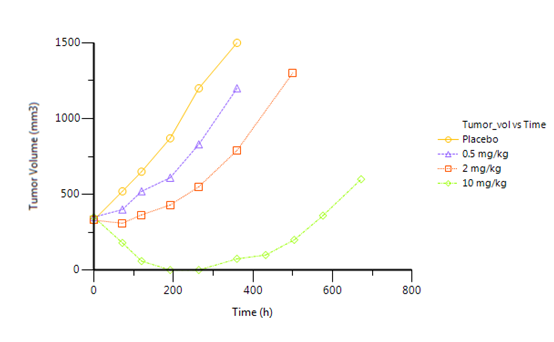 1500
1000
500
0
Tumor Volume (mm3)
0
200
400
600
800
Time (h)
Tumor_vol vs Time
Placebo
0.5 mg/kg
2 mg/kg
10 mg/kg